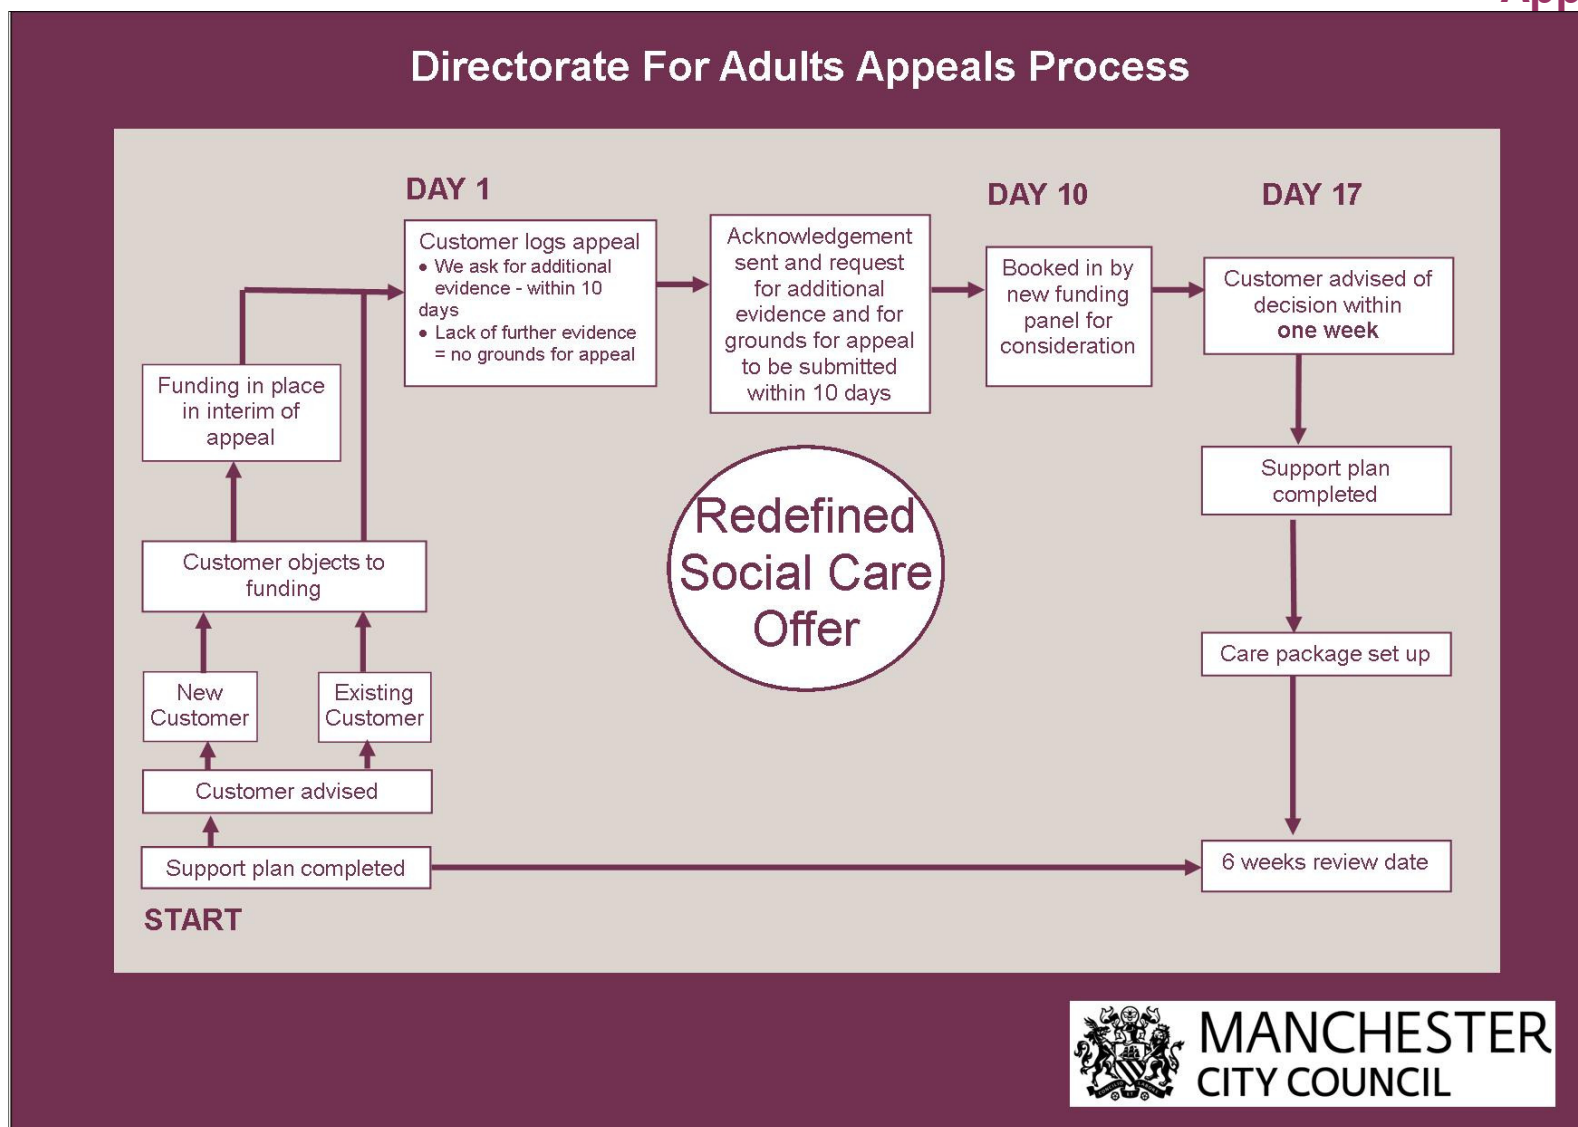 App
Directorate For Adults Appeals Process
DAY 1
DAY 10
DAY 17
Customer logs appeal
• We ask for additional
evidence - within 10
days
• Lack of further evidence
= no grounds for appeal
Acknowledgement
sent and request
for additional
evidence and for
grounds for appeal
to be submitted
within 10 days
Booked in by
new funding
panel for
consideration
Customer advised of
decision within
one week
Funding in place
in interim of
appeal
Support plan
completed
Redefined
Social Care
Offer
Customer objects to
funding
Care package set up
New
Customer
Existing
Customer
Customer advised
Support plan completed
6 weeks review date
START
MANCHESTER
CITY COUNCIL